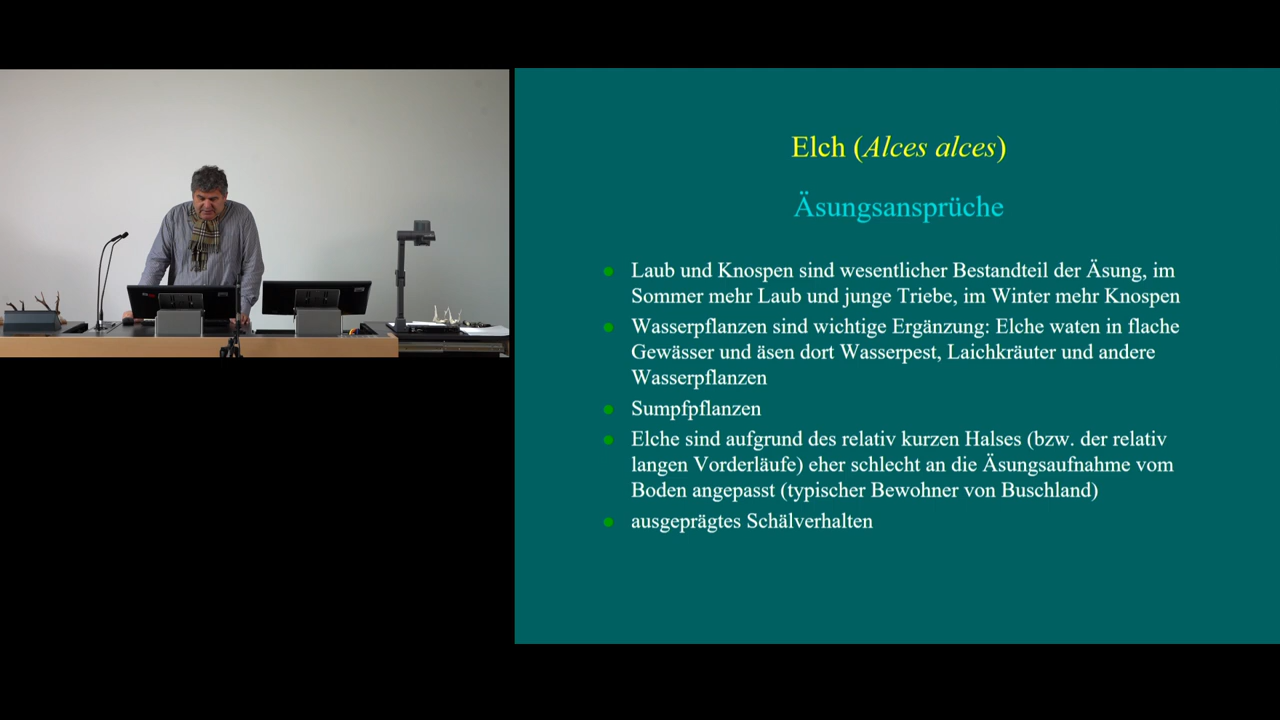 Elch (Alces alces)
Äsungsansprüche
Laub und Knospen sind wesentlicher Bestandteil der Äsung, im
Sommer mehr Laub und junge Triebe, im Winter mehr Knospen
Wasserpflanzen sind wichtige Ergänzung: Elche waten in flache
Gewässer und äsen dort Wasserpest, Laichkräuter und andere
Wasserpflanzen
Sumpfpflanzen
Elche sind aufgrund des relativ kurzen Halses (bzw. der relativ
langen Vorderläufe) eher schlecht an die Äsungsaufnahme vom
Boden angepasst (typischer Bewohner von Buschland)
ausgeprägtes Schälverhalten